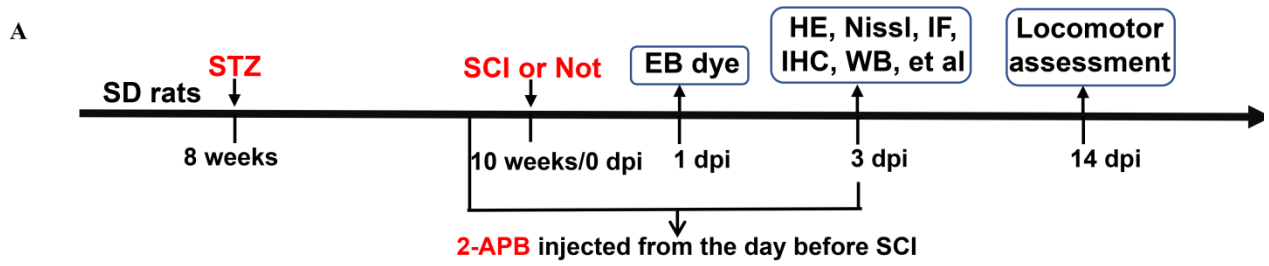 A
STZ
SCI or Not
EB dye
HE, Nissl, IF,
IHC, WB, et al
Locomotor
assessment
SD rats
8 weeks
10 weeks/0 dpi
1 dpi
3 dpi
14 dpi
2-APB injected from the day before SCI